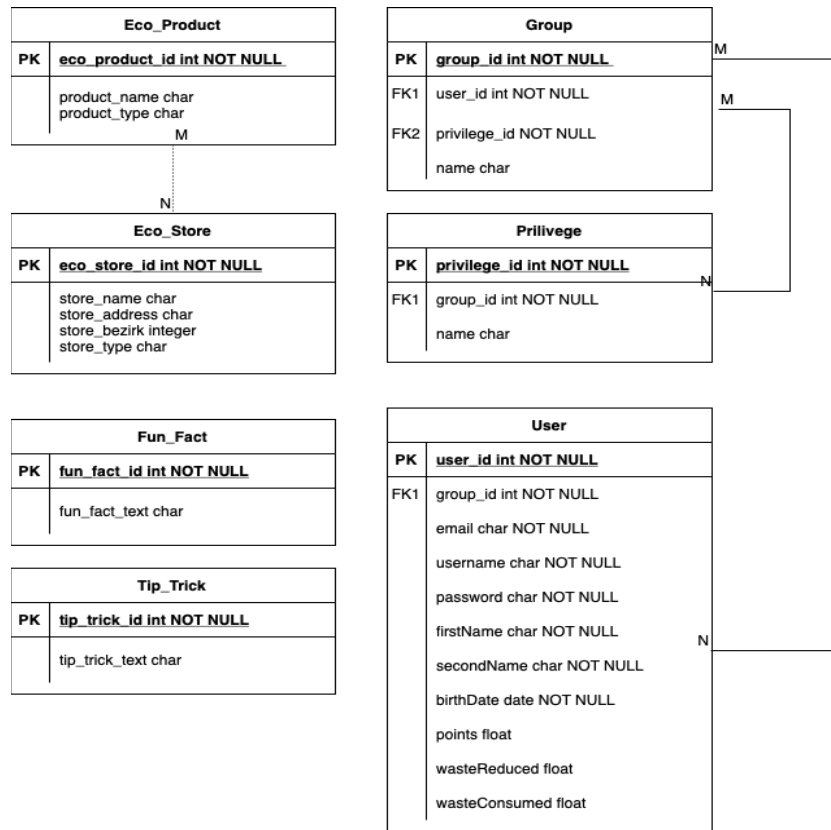 Eco_Product
PK eco_product_id int NOT NULL
product_name char
product_type char
M
N
Eco_Store
PK eco_store_id int NOT NULL
store_name char
store_address char
store_bezirk integer
store_type char
Fun_Fact
PK fun_fact_id int NOT NULL
fun_fact_text char
Tip_Trick
PK tip_trick_id int NOT NULL
tip_trick_text char
Group
M
PK group_id int NOT NULL
FK1 user_id int NOT NULL
M
FK2 privilege_id NOT NULL
name char
Prilivege
PK privilege_id int NOT NULL
N
FK1 group_id int NOT NULL
name char
User
PK user_id int NOT NULL
FK1 group_id int NOT NULL
email char NOT NULL
username char NOT NULL
password char NOT NULL
firstName char NOT NULL
N
secondName char NOT NULL
birthDate date NOT NULL
points float
wasteReduced float
wasteConsumed float